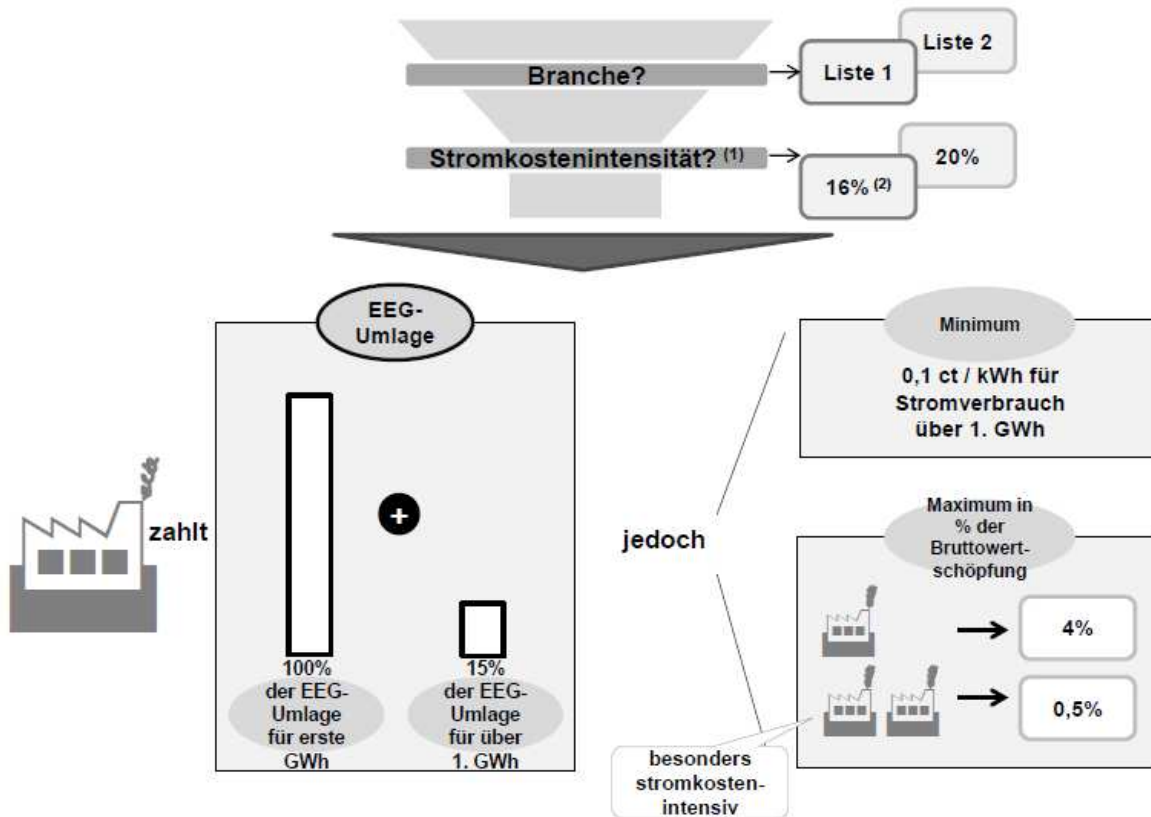 Liste 2
Branche?
Liste 1
Stromkostenintensität? (1)
20%
16% (2)
EEG-
Umlage
zahlt
+
100%
der EEG-
Umlage
für erste
GWh
15%
der EEG-
Umlage
für über
1. GWh
jedoch
Minimum
0,1 ct / kWh für
Stromverbrauch
über 1. GWh
Maximum in
% der
Bruttowert-
schöpfung
4%
0,5%
besonders
stromkosten-
intensiv